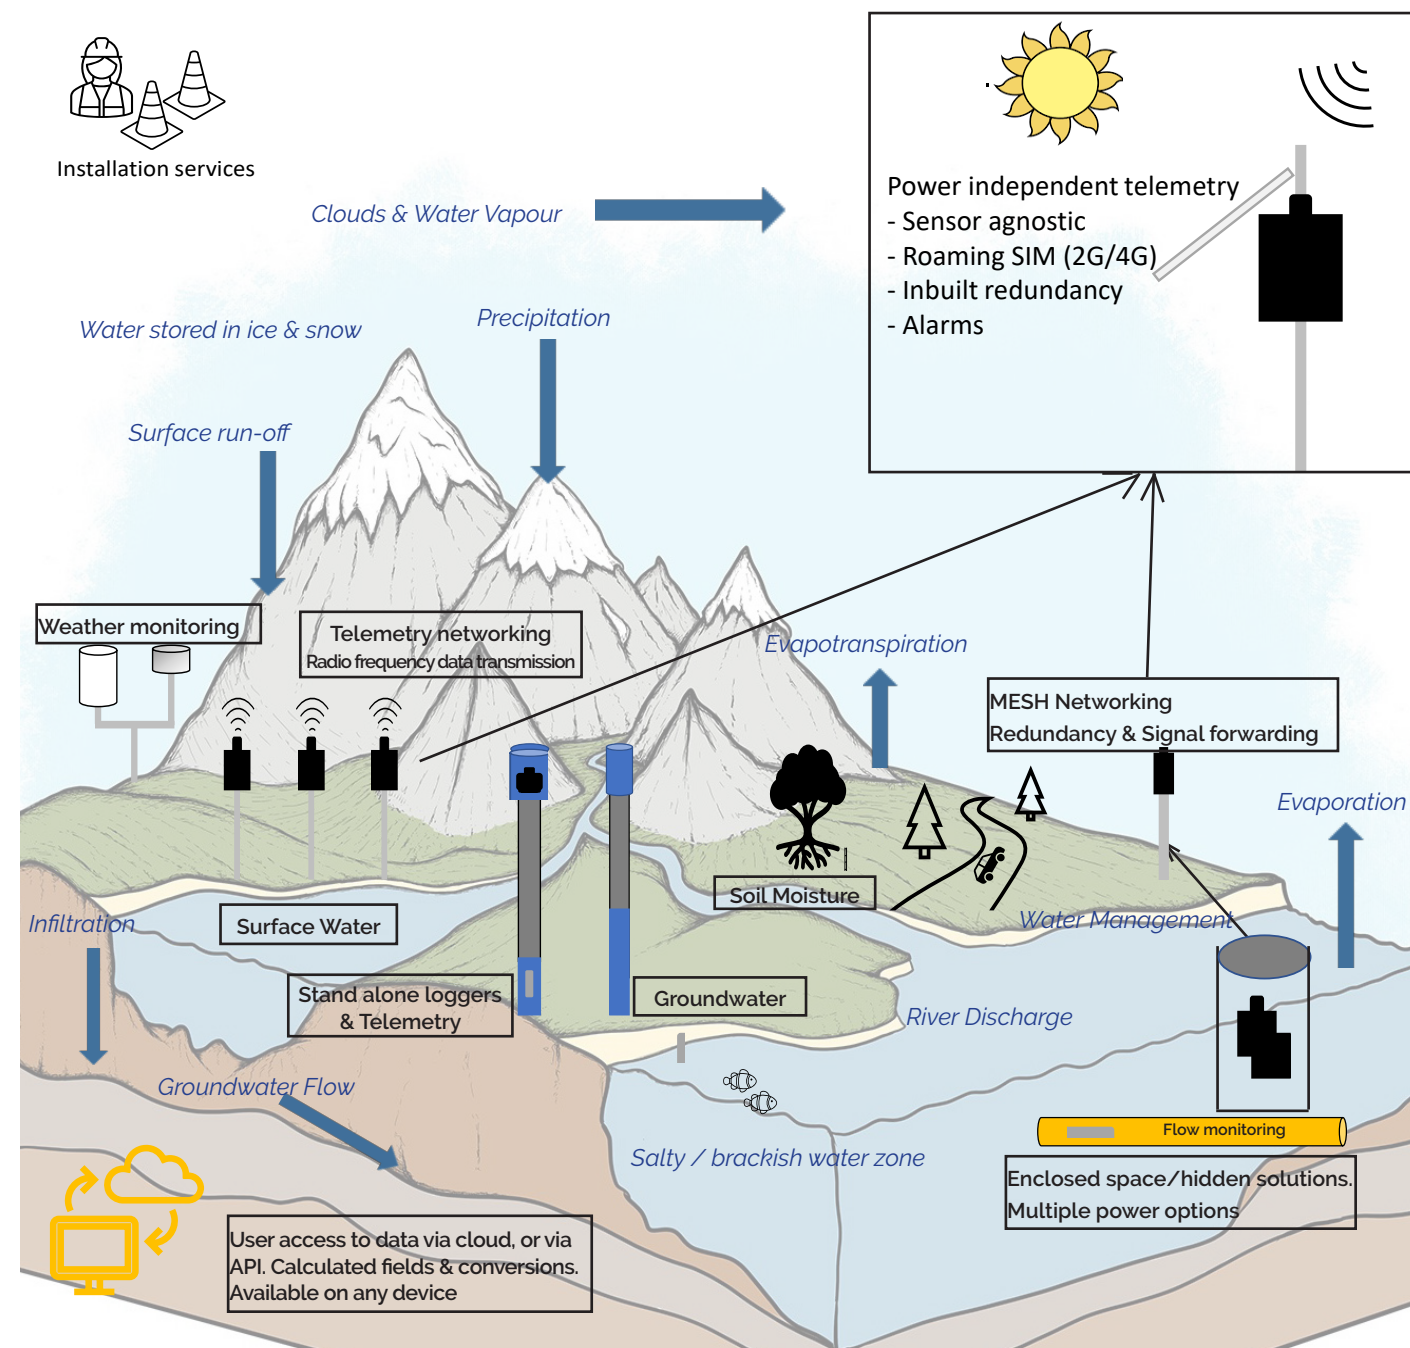 Installation services
Power independent telemetry
- Sensor agnostic
- Roaming SIM (2G/4G)
- Inbuilt redundancy
- Alarms
Clouds & Water Vapour
Water stored in ice & snow
Precipitation
Surface run-off
Weather monitoring
Telemetry networking
Radio frequency data transmission
Evapotranspiration
MESH Networking
Redundancy & Signal forwarding
Evaporation
Soil Moisture
Infiltration
Surface Water
Water Management
Stand alone loggers
& Telemetry
Groundwater
River Discharge
Groundwater Flow
Flow monitoring
Salty / brackish water zone
Enclosed space/hidden solutions.
Multiple power options
User access to data via cloud, or via
API. Calculated fields & conversions.
Available on any device